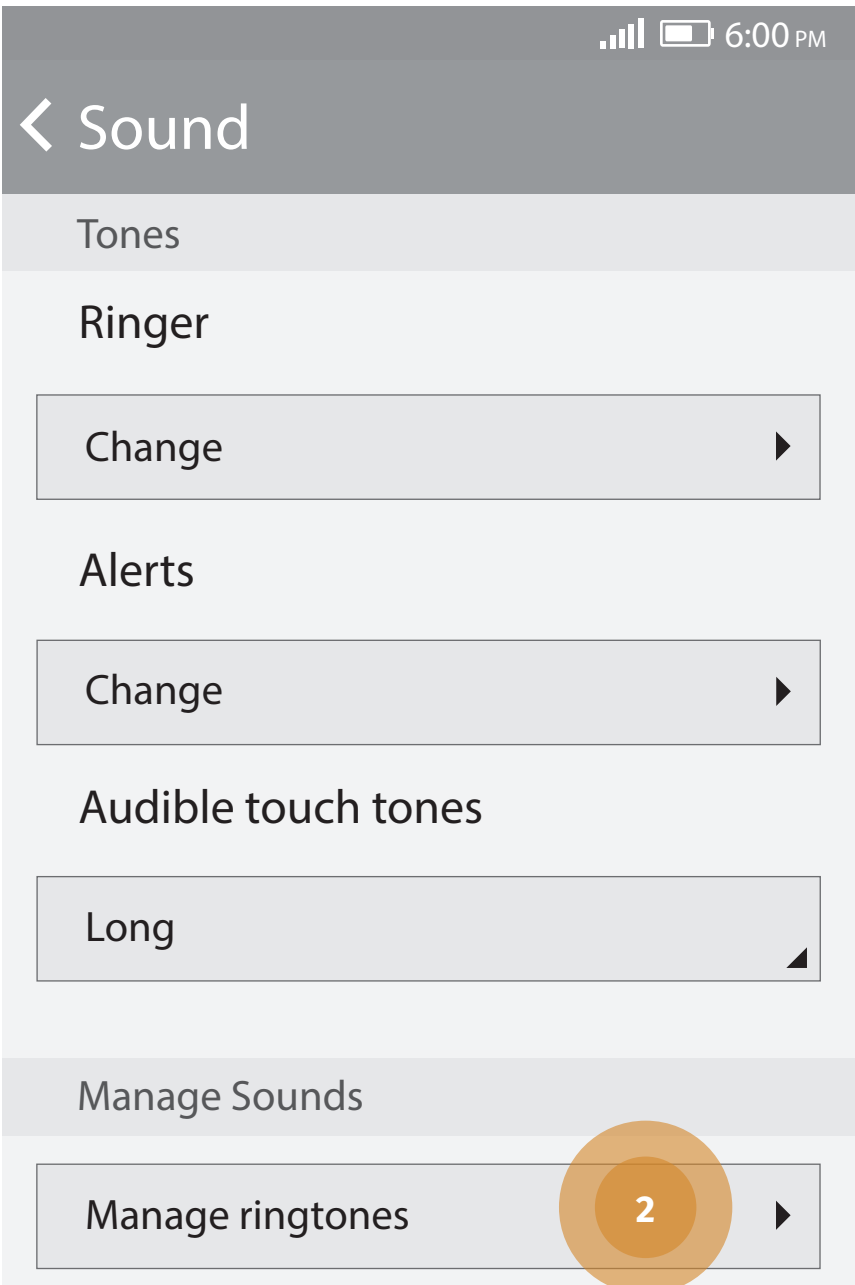 6:00 PM
Sound
Tones
Ringer
Change
Alerts
Change
Audible touch tones
Long
Manage Sounds
Manage ringtones 2